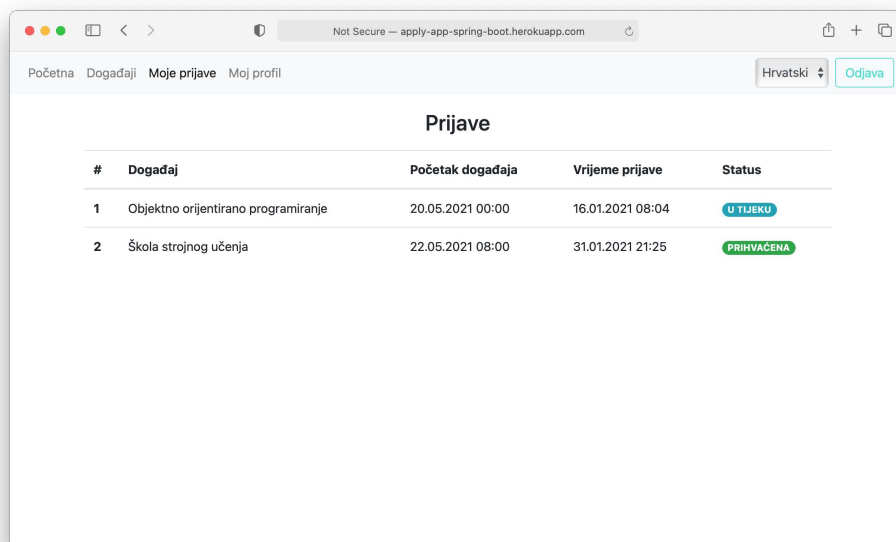 Not Secure — apply-app-spring-boot.herokuapp.com
Početna Događaji Moje prijave Moj profil Hrvatski Odjava
Prijave
# Događaj Početak događaja Vrijeme prijave Status
1 Objektno orijentirano programiranje 20.05.2021 00:00 16.01.2021 08:04 U TIJEKU
2 Škola strojnog učenja 22.05.2021 08:00 31.01.2021 21:25 PRIHVAĆENA